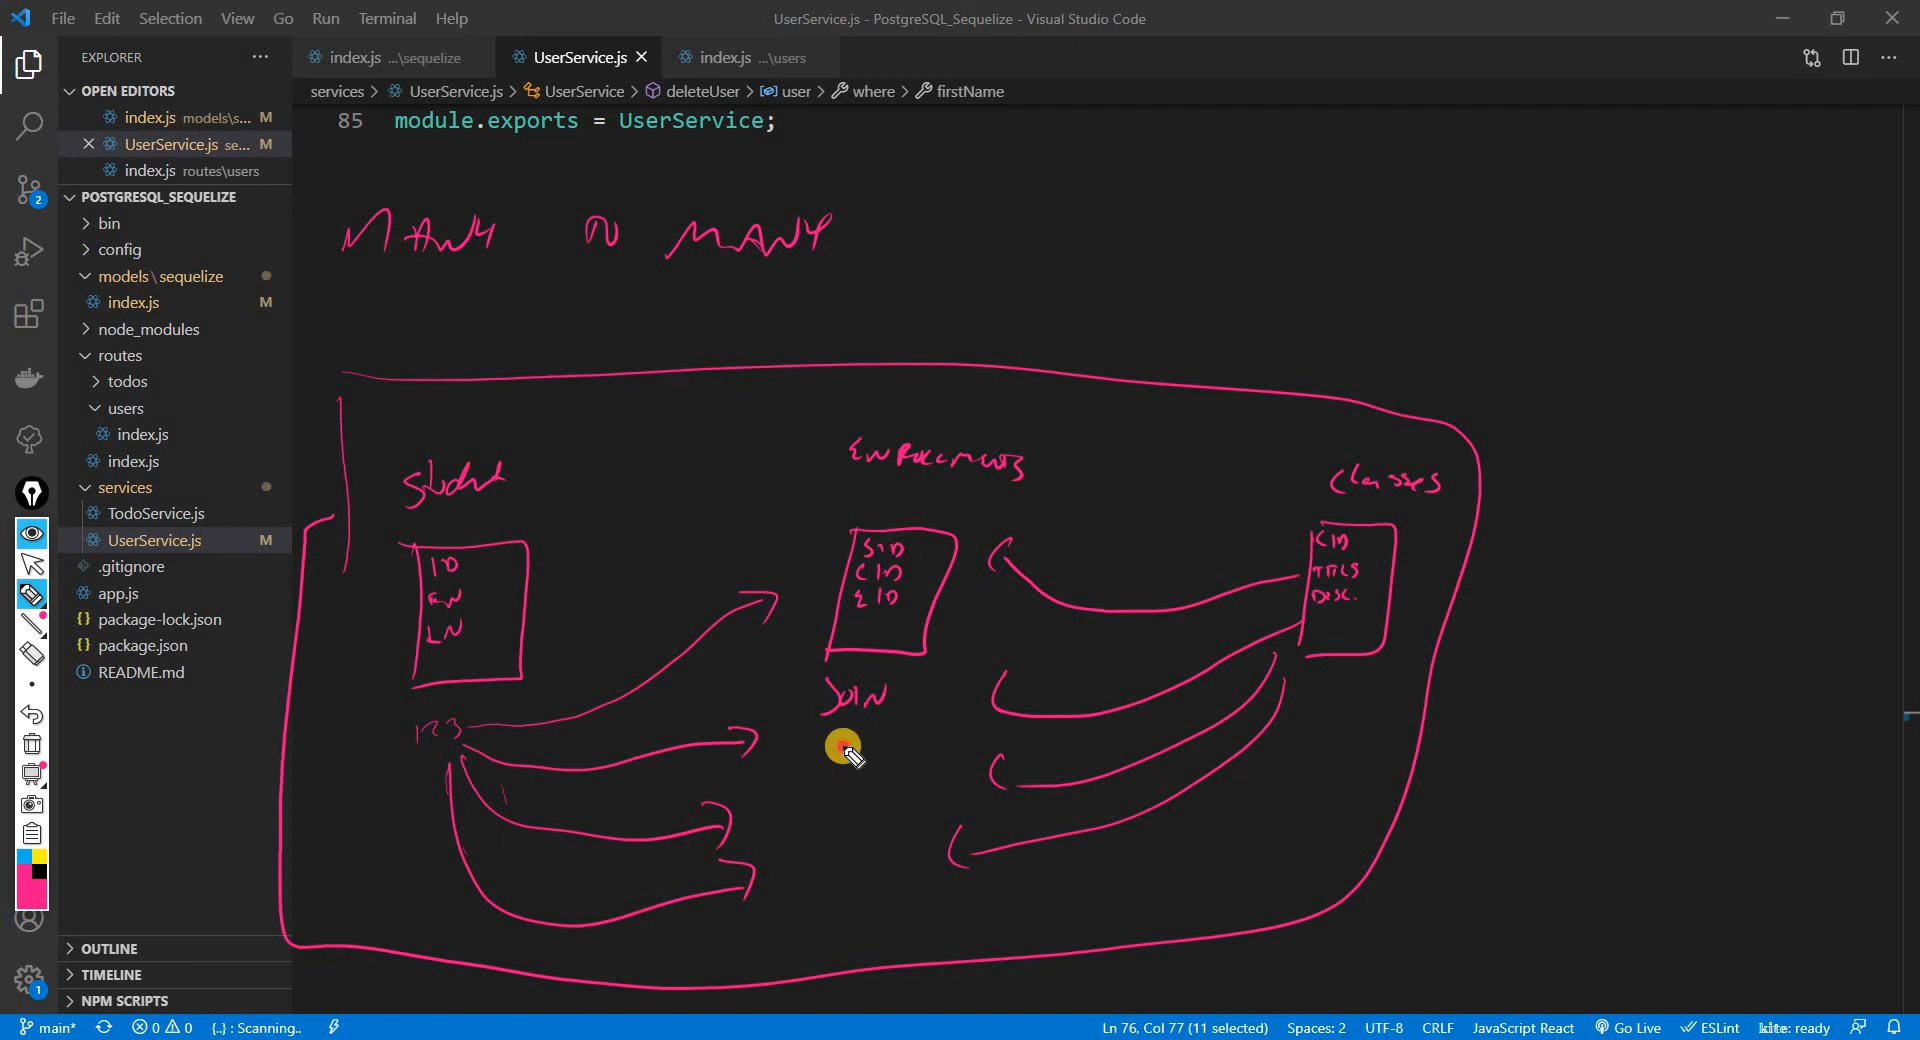 File Edit Selection View Go Run Terminal Help
UserService.js - PostgreSQL_Sequelize - Visual Studio Code
EXPLORER
index.js ...\sequelize
UserService.js
index.js ...\users
OPEN EDITORS
services > UserService.js > UserService > deleteUser > user > where > firstName
index.js models\s... M
UserService.js se... M
index.js routes\users
85 module.exports = UserService;
POSTGRESQL_SEQUELIZE
bin
config
models\sequelize
index.js M
node_modules
routes
todos
users
index.js
index.js
services
TodoService.js
UserService.js M
.gitignore
app.js
package-lock.json
package.json
README.md
OUTLINE
TIMELINE
NPM SCRIPTS
2
1
MANY MANY
Student
Classes
ID
FN
LN
SID
CID
EID
CID
TITLE
DESC.
JOIN
123
main* 0 0 {..} : Scanning..
Ln 76, Col 77 (11 selected) Spaces: 2 UTF-8 CRLF JavaScript React Go Live ESLint kite: ready